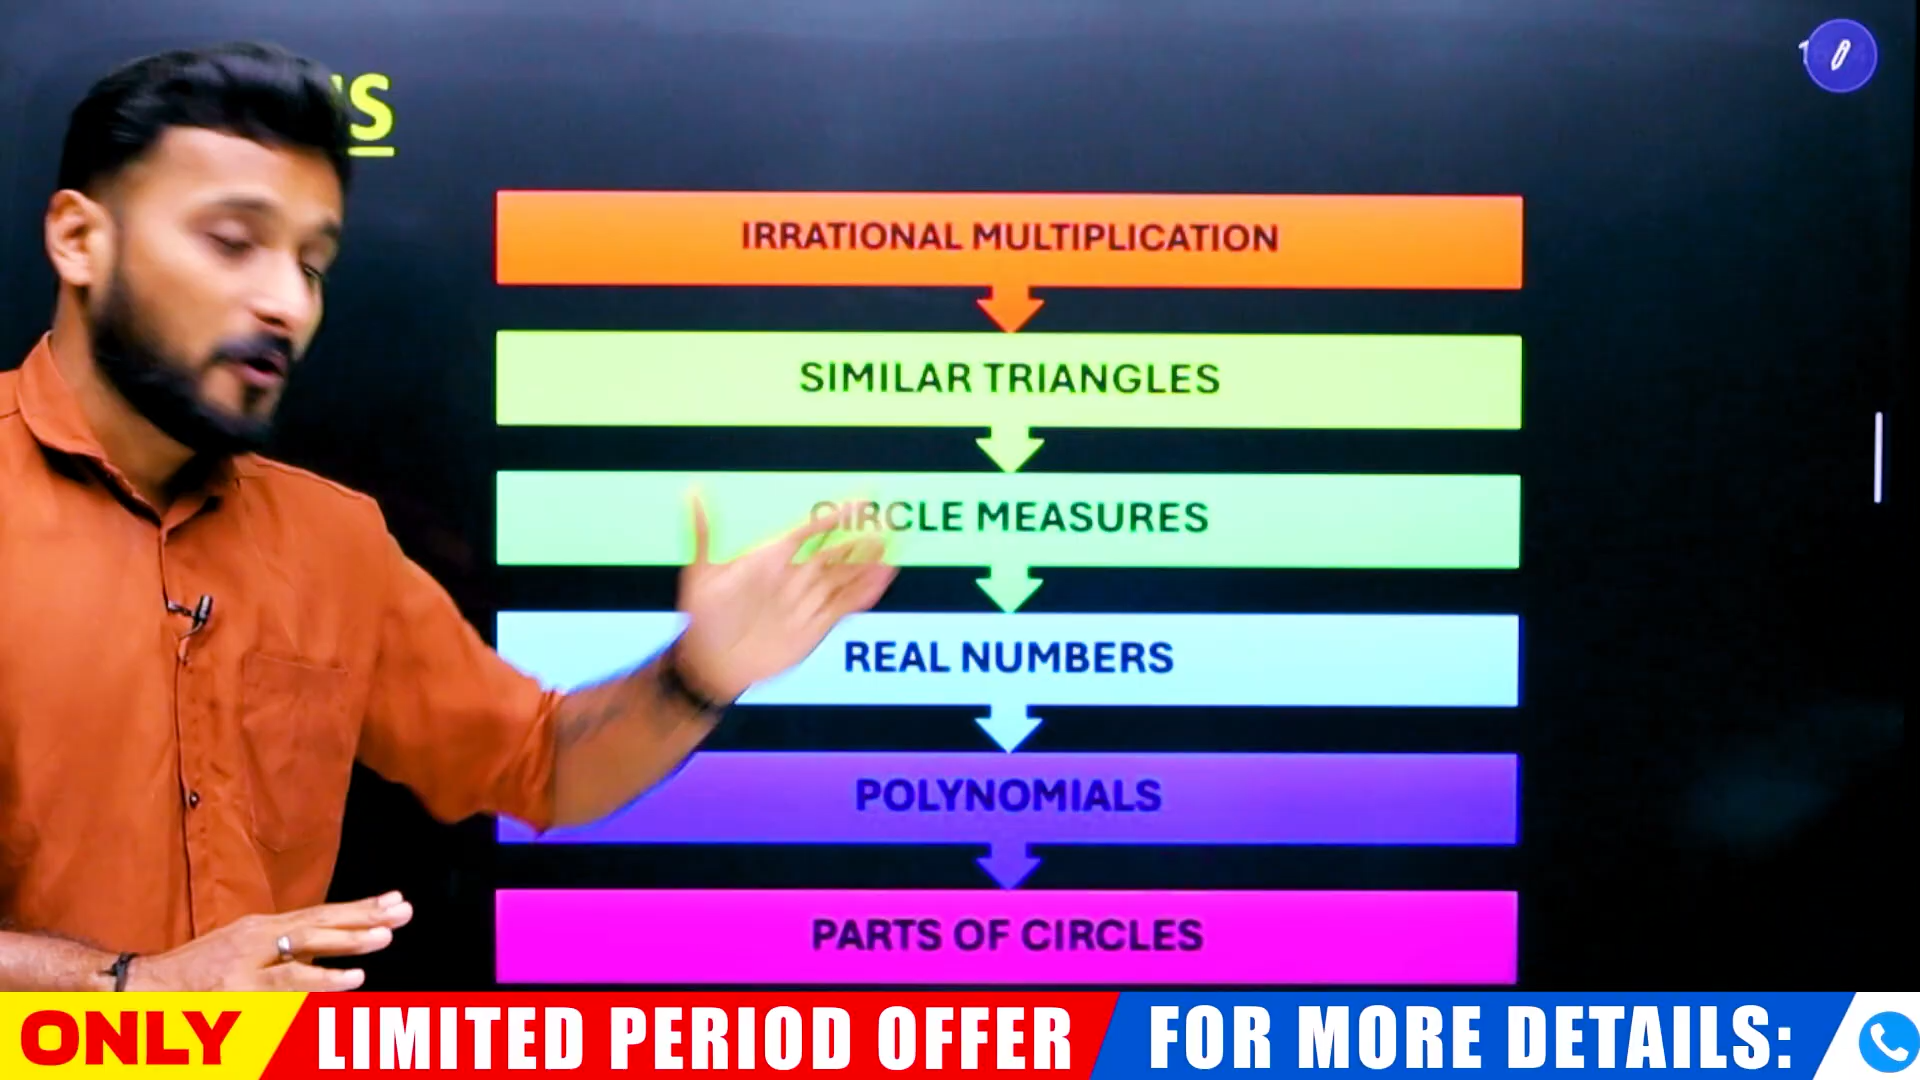 IRRATIONAL MULTIPLICATION
SIMILAR TRIANGLES
CIRCLE MEASURES
REAL NUMBERS
POLYNOMIALS
PARTS OF CIRCLES
ONLY LIMITED PERIOD OFFER FOR MORE DETAILS: